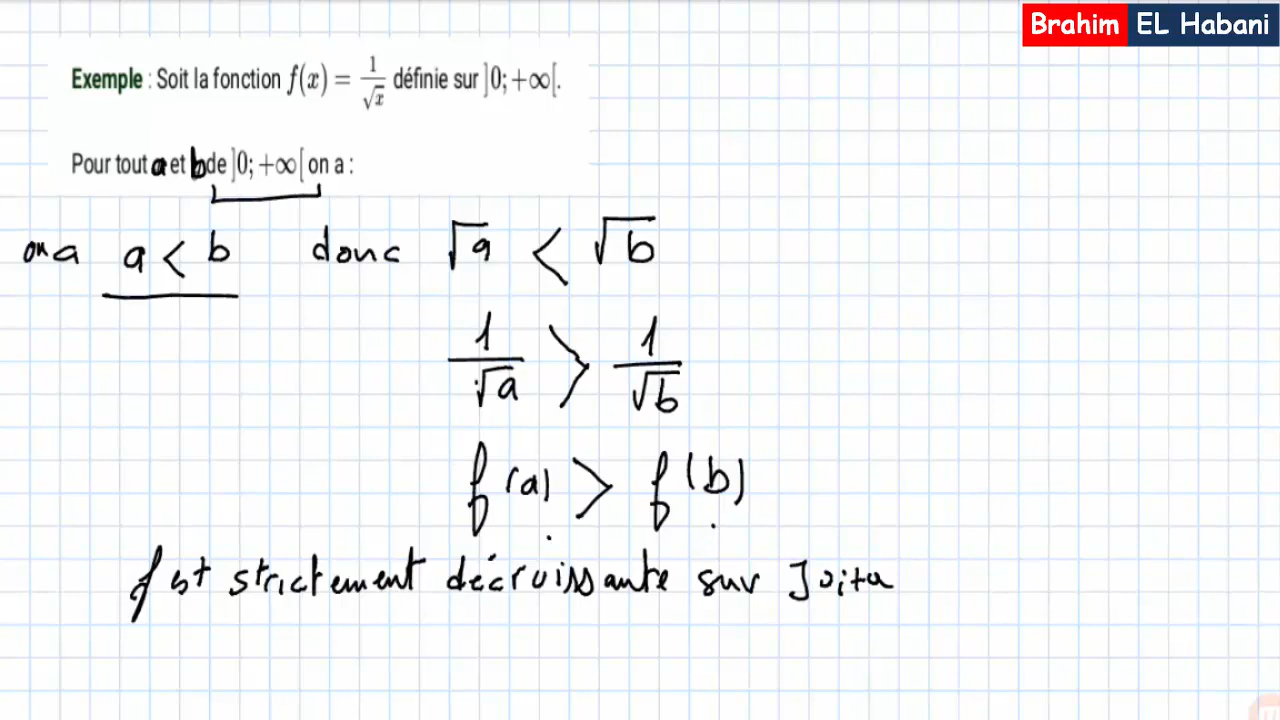 Brahim EL Habani
Exemple : Soit la fonction f(x) = 1/√x définie sur ]0; +∞[.
Pour tout a et b de ]0; +∞[ on a :
on a a < b donc √a < √b
1/√a > 1/√b
f(a) > f(b)
f est strictement décroissante sur ]0;+∞